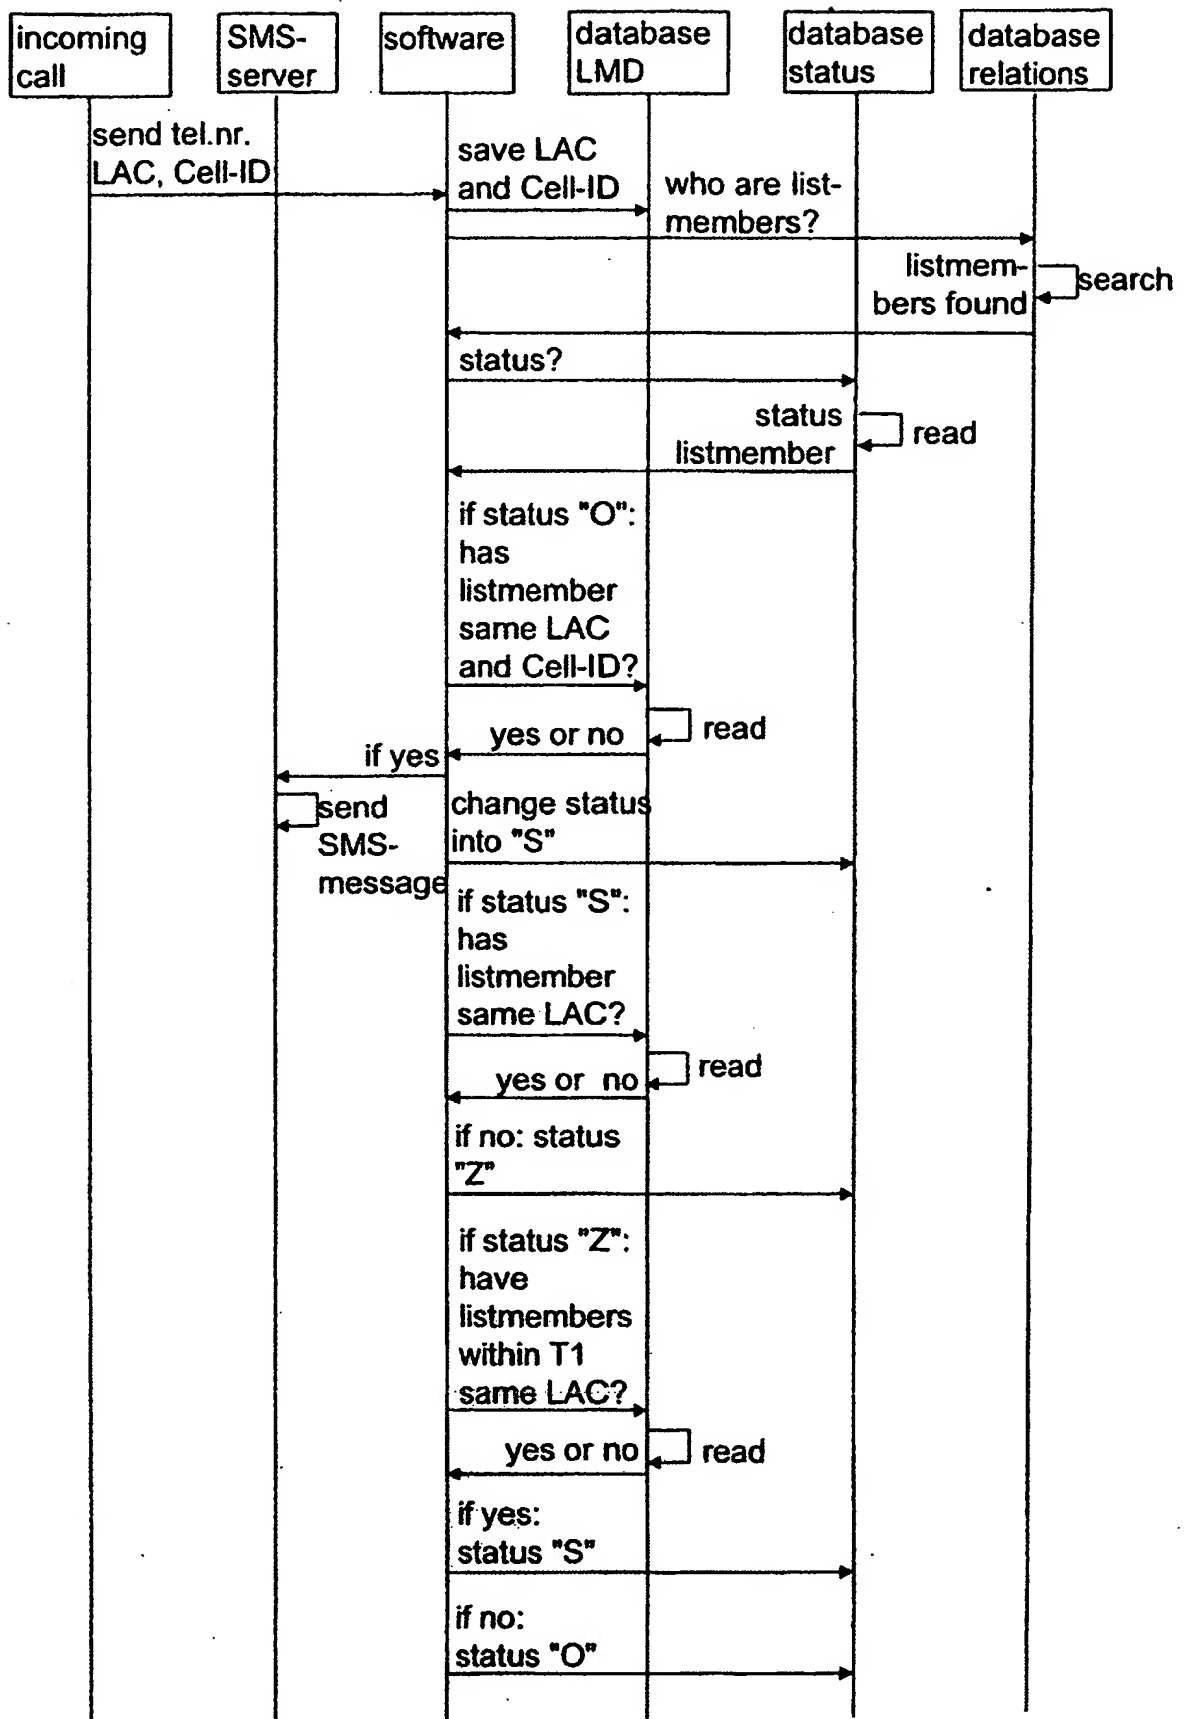 incoming
call
SMS-
server
software
database
LMD
database
status
database
relations
send tel.nr.
LAC, Cell-ID
save LAC
and Cell-ID
who are list-
members?
listmem-
bers found
search
status?
status
listmember
read
if status "O":
has
listmember
same LAC
and Cell-ID?
yes or no
read
if yes
send
SMS-
message
change status
into "S"
if status "S":
has
listmember
same LAC?
yes or no
read
if no: status
"Z"
if status "Z":
have
listmembers
within T1
same LAC?
yes or no
read
if yes:
status "S"
if no:
status "O"